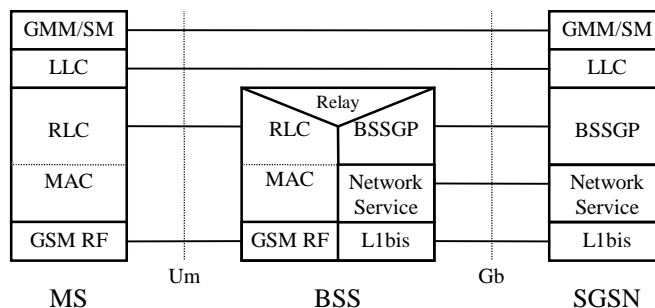 GMM/SM
GMM/SM
LLC
LLC
Relay
RLC
RLC
BSSGP
BSSGP
MAC
MAC
Network
Service
Network
Service
GSM RF
GSM RF
L1bis
L1bis
Um
Gb
MS
BSS
SGSN